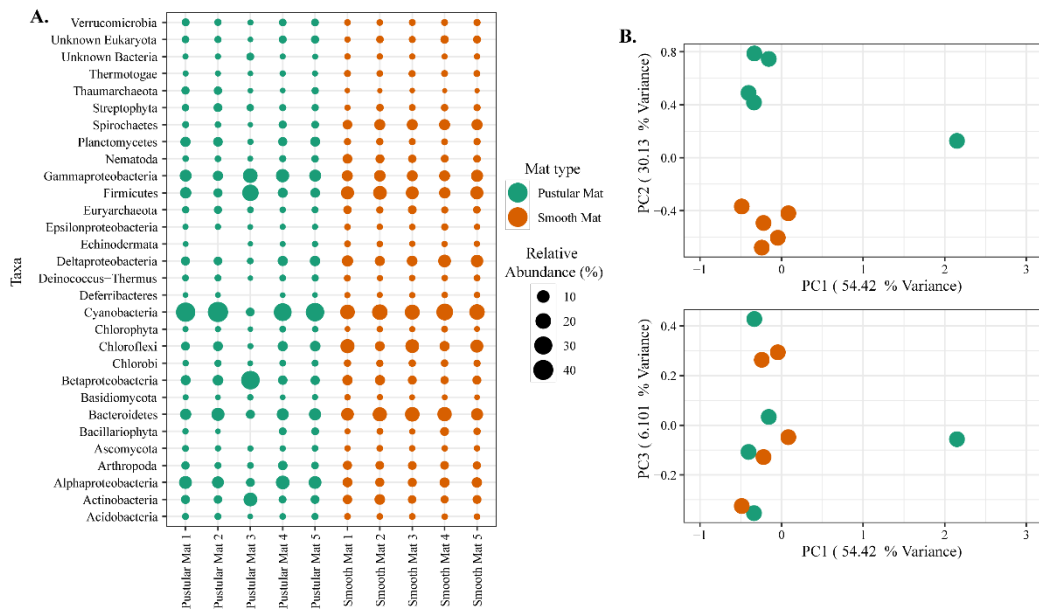 A.
Verrucomicrobia
Unknown Eukaryota
Unknown Bacteria
Thermotogae
Thaumarchaeota
Streptophyta
Spirochaetes
Planctomycetes
Nematoda
Gammaproteobacteria
Firmicutes
Euryarchaeota
Epsilonproteobacteria
Echinodermata
Deltaproteobacteria
Deinococcus−Thermus
Deferribacteres
Cyanobacteria
Chlorophyta
Chloroflexi
Chlorobi
Betaproteobacteria
Basidiomycota
Bacteroidetes
Bacillariophyta
Ascomycota
Arthropoda
Alphaproteobacteria
Actinobacteria
Acidobacteria
Taxa
Pustular Mat 1
Pustular Mat 2
Pustular Mat 3
Pustular Mat 4
Pustular Mat 5
Smooth Mat 1
Smooth Mat 2
Smooth Mat 3
Smooth Mat 4
Smooth Mat 5
Mat type
Pustular Mat
Smooth Mat
Relative
Abundance (%)
10
20
30
40
B.
0.8
0.4
0.0
−0.4
PC2 ( 30.13 % Variance)
−1
0
1
2
3
PC1 ( 54.42 % Variance)
0.4
0.2
0.0
−0.2
PC3 ( 6.101 % Variance)
−1
0
1
2
3
PC1 ( 54.42 % Variance)